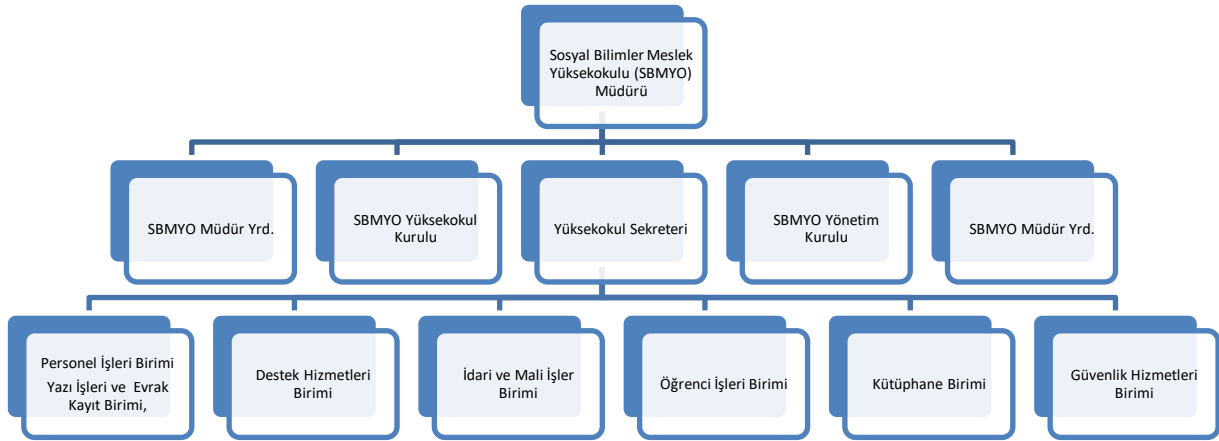 Sosyal Bilimler Meslek
Yüksekokulu (SBMYO)
Müdürü
SBMYO Müdür Yrd.
SBMYO Yüksekokul
Kurulu
Yüksekokul Sekreteri
SBMYO Yönetim
Kurulu
SBMYO Müdür Yrd.
Personel İşleri Birimi
Yazı İşleri ve Evrak
Kayıt Birimi,
Destek Hizmetleri
Birimi
İdari ve Mali İşler
Birimi
Öğrenci İşleri Birimi
Kütüphane Birimi
Güvenlik Hizmetleri
Birimi